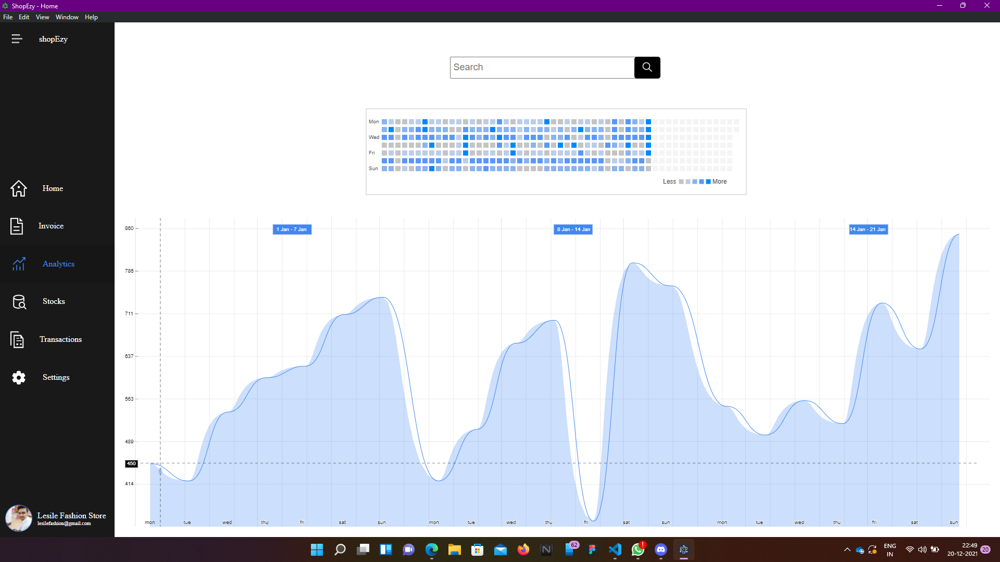 ShopEzy - Home
File Edit View Window Help
shopEzy
Home
Invoice
Analytics
Stocks
Transactions
Settings
Lesile Fashion Store
lesilefashion@gmail.com
Search
Mon
Wed
Fri
Sun
Less More
1 Jan - 7 Jan 8 Jan - 14 Jan 14 Jan - 21 Jan
860
786
711
637
563
489
450
414
mon tue wed thu fri sat sun mon tue wed thu fri sat sun mon tue wed thu fri sat sun
62
!
ENG
IN
22:49
20-12-2021
20